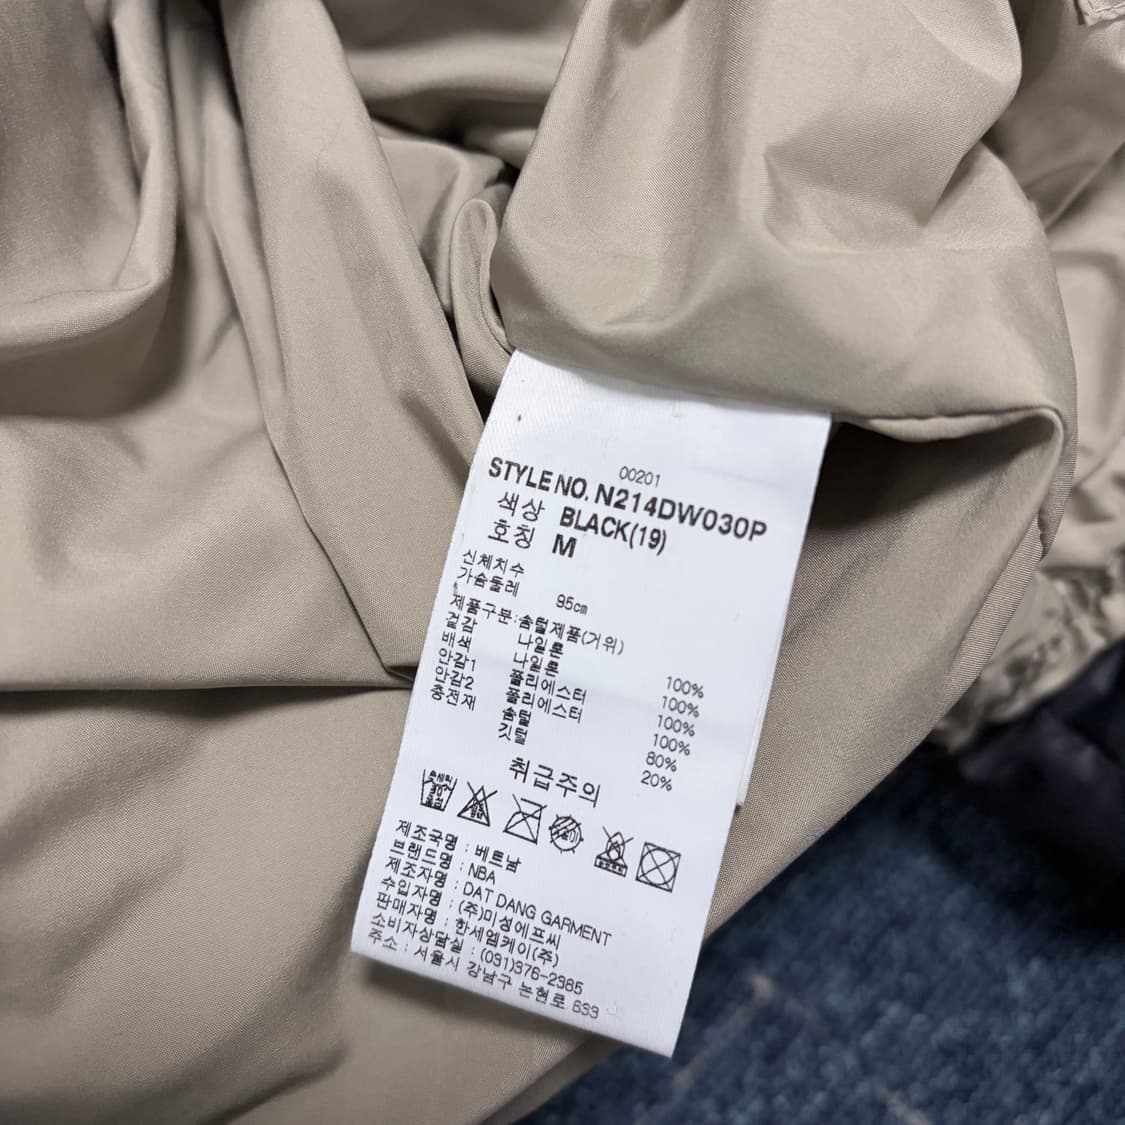 00201
STYLE NO. N214DW030P
색상 BLACK(19)
호칭 M
신체치수
가슴둘레 95cm
제품구분: 솜털제품(거위)
겉감 나일론 100%
배색 나일론 100%
안감1 폴리에스터 100%
안감2 폴리에스터 100%
충전재 솜털 80%
깃털 20%
취급주의
제조국명 : 베트남
브랜드명 : NBA
제조자명 : DAT DANG GARMENT
수입자명 : (주)미성에프씨
판매자명 : 한세엠케이(주)
소비자상담실 : (031)376-2385
주소 : 서울시 강남구 논현로 633